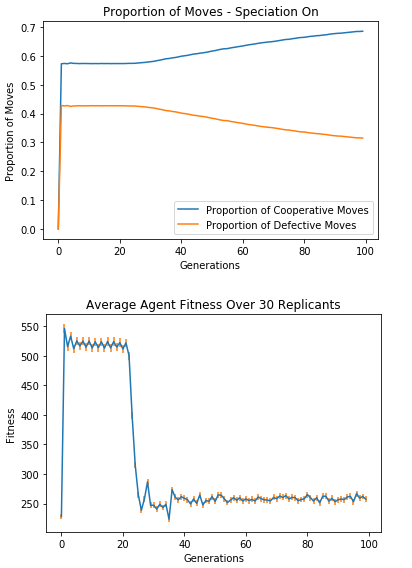 Proportion of Moves - Speciation On
0.7
0.6
0.5
0.4
0.3
0.2
0.1
0.0
Proportion of Moves
Proportion of Cooperative Moves
Proportion of Defective Moves
0 20 40 60 80 100
Generations
Average Agent Fitness Over 30 Replicants
550
500
450
400
350
300
250
Fitness
0 20 40 60 80 100
Generations